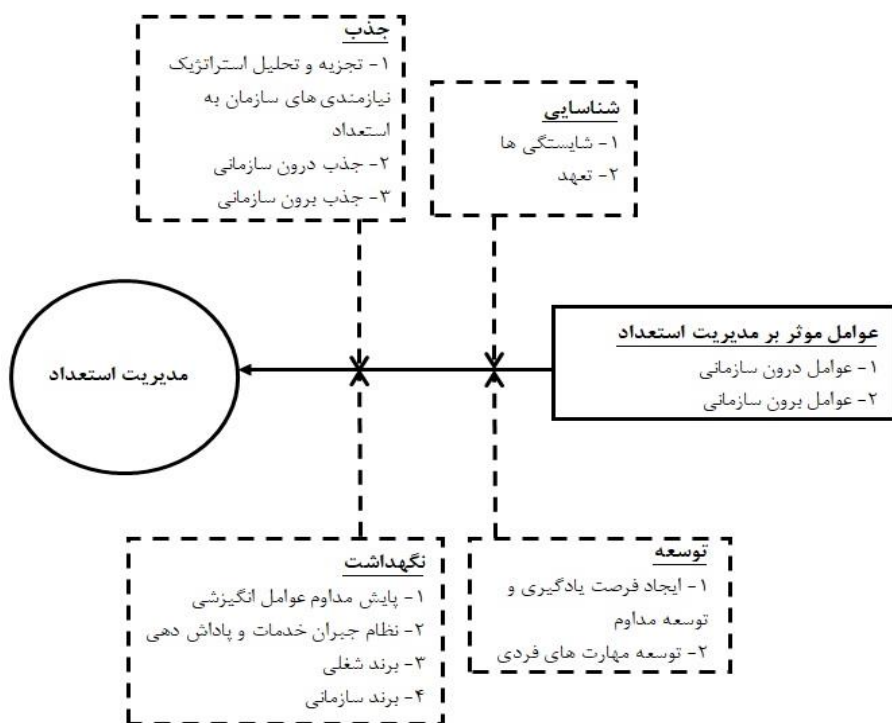 جذب
۱- تجزیه و تحلیل استراتژیک
نیازمندی های سازمان به
استعداد
۲- جذب درون سازمانی
۳- جذب برون سازمانی
شناسایی
۱- شایستگی ها
۲- تعهد
عوامل موثر بر مدیریت استعداد
۱- عوامل درون سازمانی
۲- عوامل برون سازمانی
مدیریت استعداد
توسعه
۱- ایجاد فرصت یادگیری و
توسعه مداوم
۲- توسعه مهارت های فردی
نگهداشت
۱- پایش مداوم عوامل انگیزشی
۲- نظام جبران خدمات و پاداش دهی
۳- برند شغلی
۴- برند سازمانی